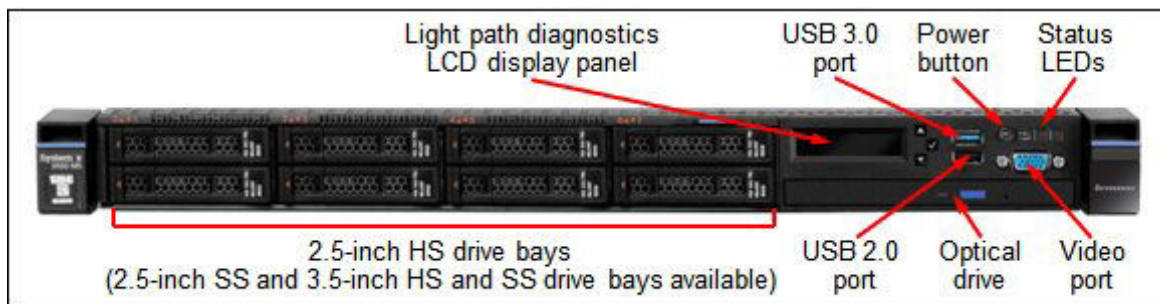 Light path diagnostics
LCD display panel
USB 3.0
port
Power
button
Status
LEDs
System x
Lenovo
2.5-inch HS drive bays
(2.5-inch SS and 3.5-inch HS and SS drive bays available)
USB 2.0
port
Optical
drive
Video
port